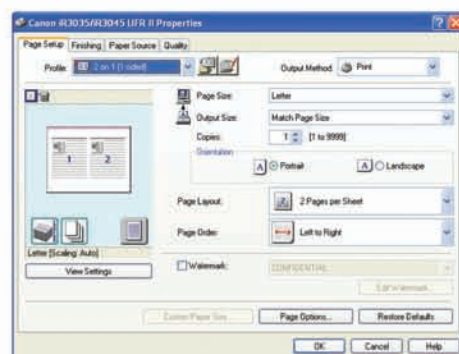 Canon iR3035/iR3045 UFR II Properties
Page Setup Finishing Paper Source Quality
Profile: 2 on 1 (1-sided) Output Method: Print
Page Size: Letter
Output Size: Match Page Size
Copies: 1 [1 to 9999]
Orientation
A Portrait A Landscape
1 2
Page Layout: 2 Pages per Sheet
Page Order: Left to Right
Letter [Scaling: Auto]
View Settings
Watermark: CONFIDENTIAL
Edit Watermark...
Custom Paper Size... Page Options... Restore Defaults
OK Cancel Help